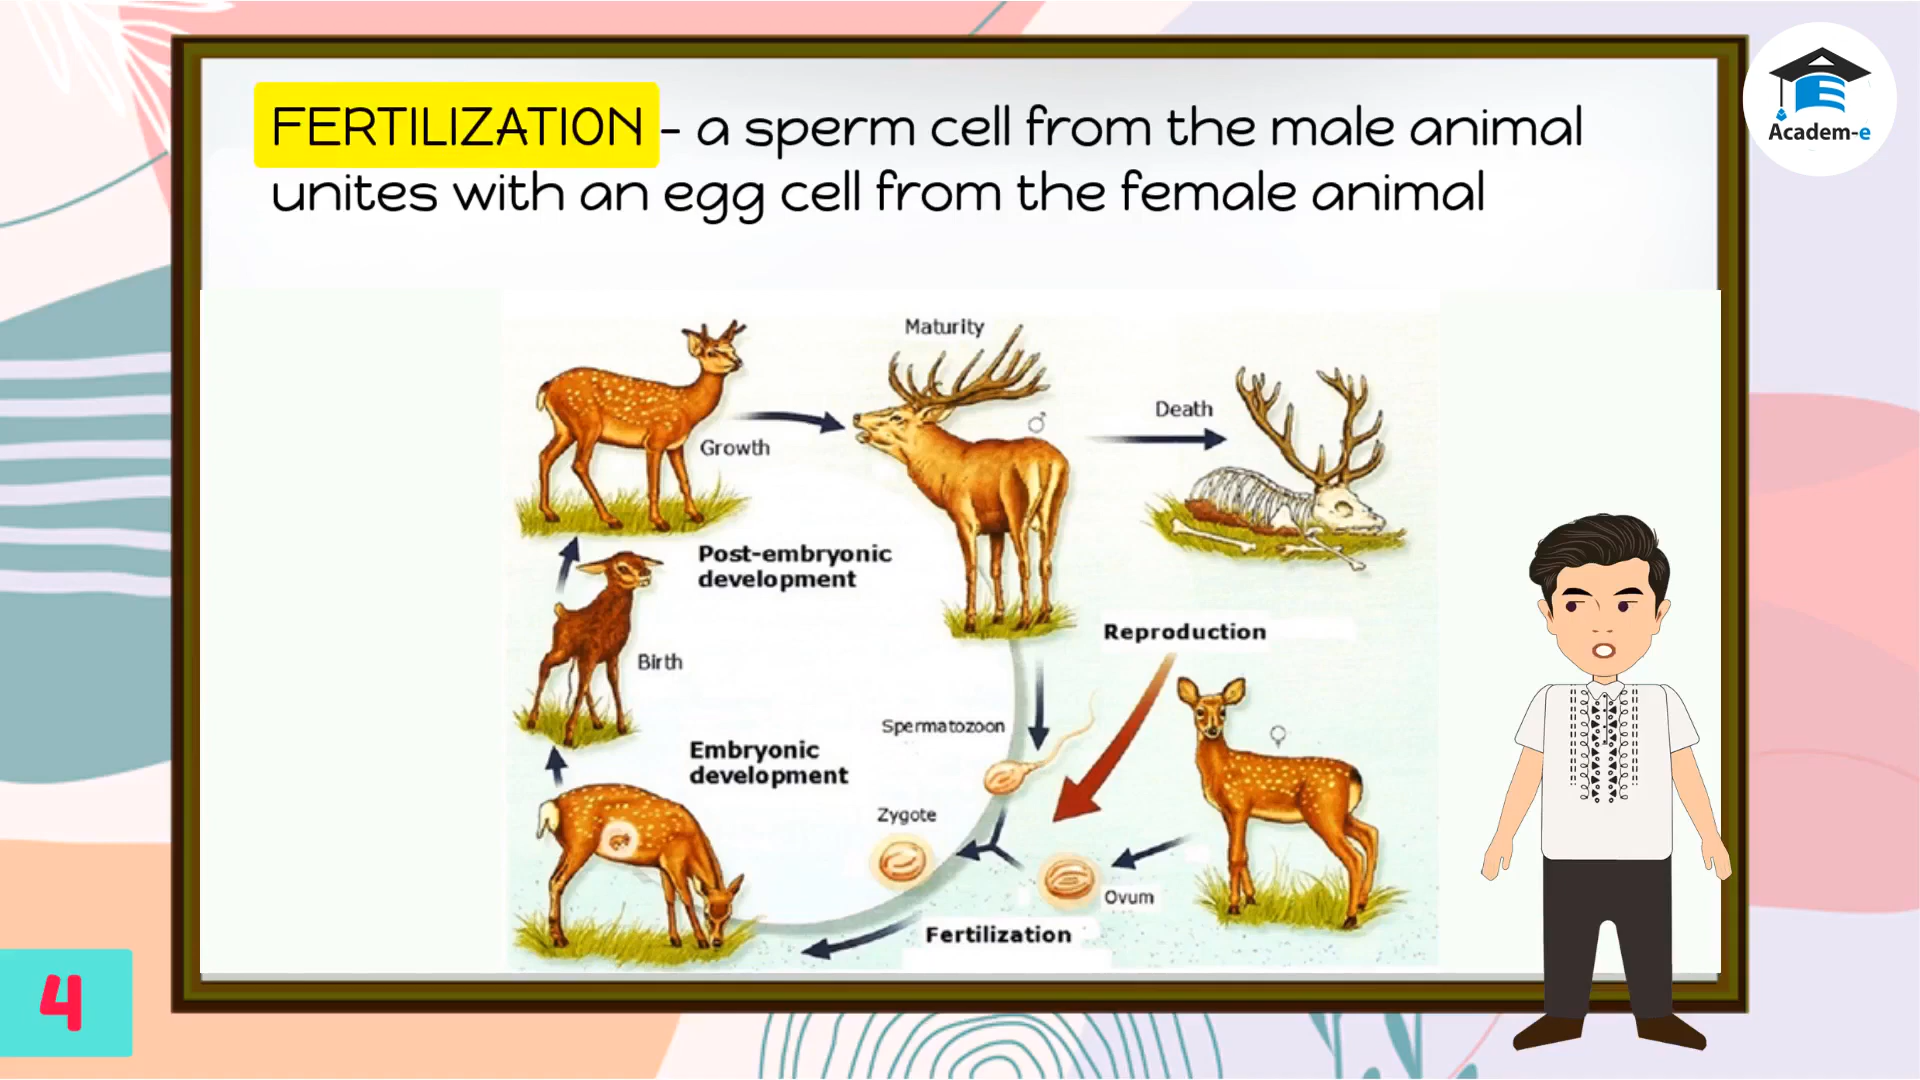 FERTILIZATION - a sperm cell from the male animal
unites with an egg cell from the female animal
Academ-e
Maturity
Death
Growth
Post-embryonic
development
Reproduction
Birth
Spermatozoon
Embryonic
development
Zygote
Ovum
Fertilization
4